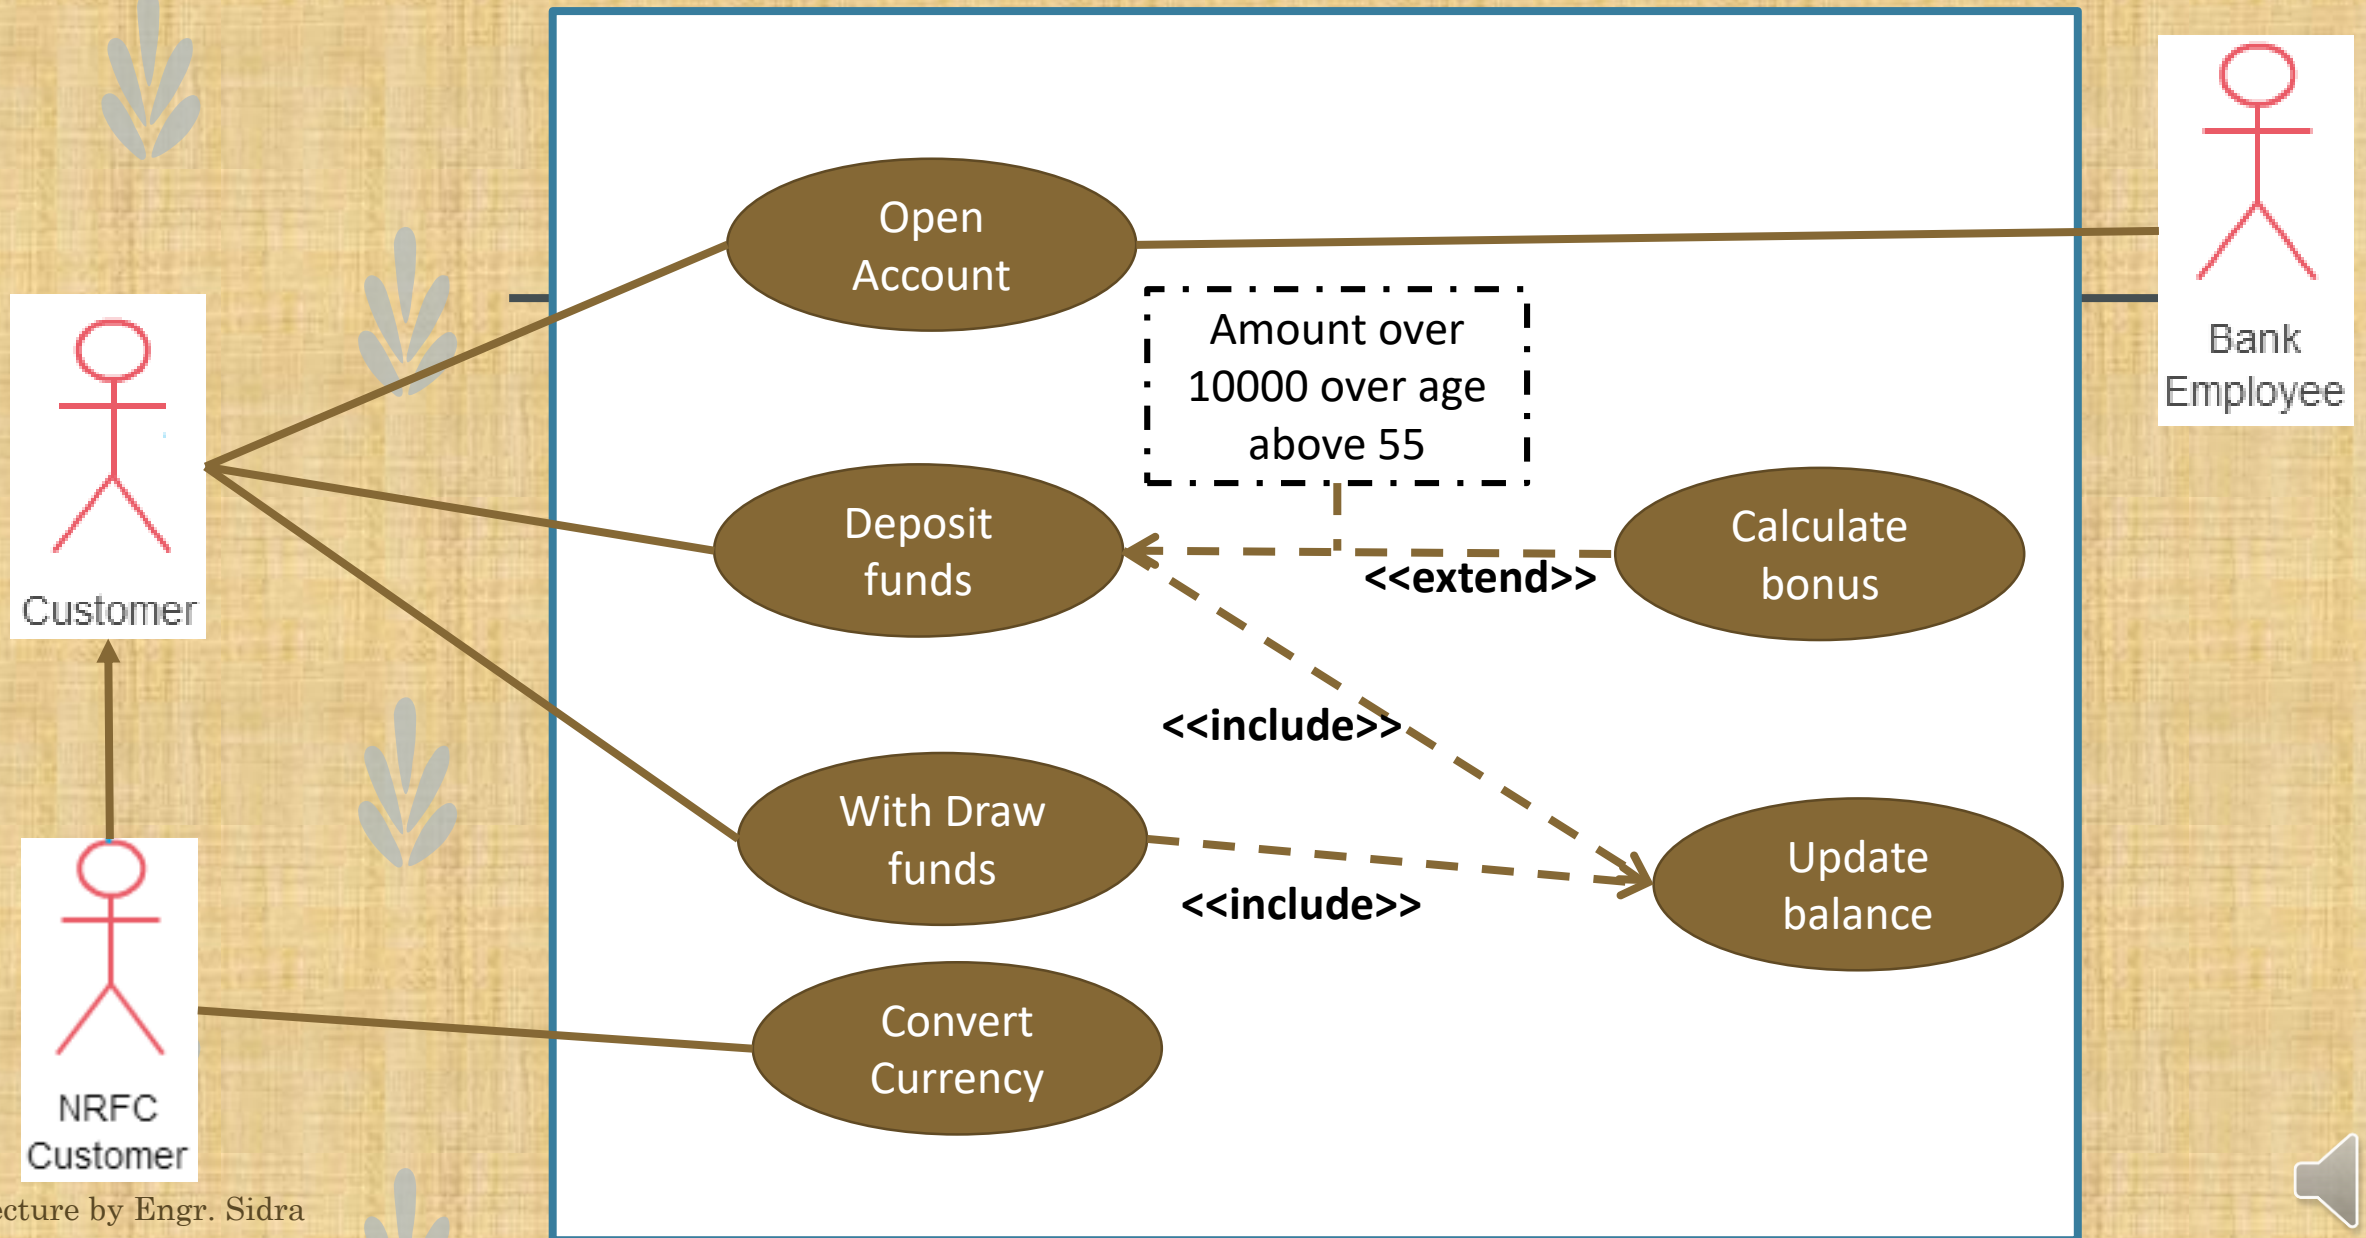 Open
Account
Bank
Employee
Amount over
10000 over age
above 55
Customer
Deposit
funds
Calculate
bonus
<<extend>>
<<include>>
With Draw
funds
<<include>>
Update
balance
Convert
Currency
NRFC
Customer
ecture by Engr. Sidra